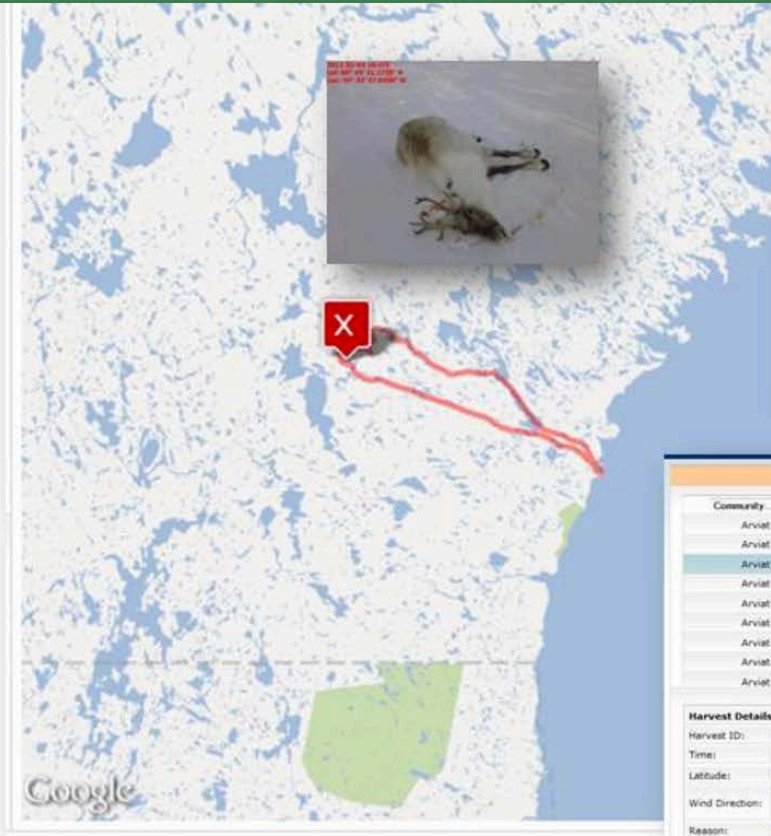 X
Community
Arviat
Arviat
Arviat
Arviat
Arviat
Arviat
Arviat
Arviat
Arviat
Harvest Details
Harvest ID:
Time:
Latitude:
Wind Direction:
Reason:
Google